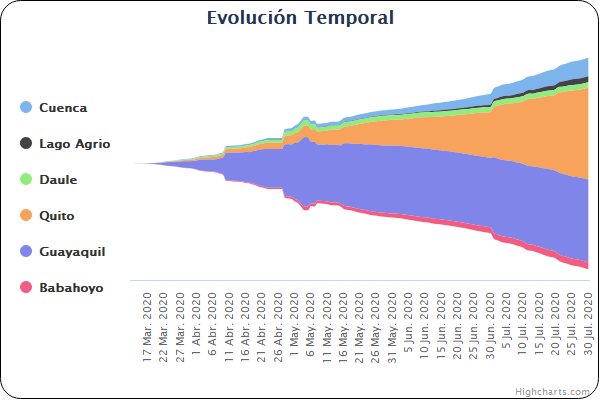 Evolución Temporal
Cuenca
Lago Agrio
Daule
Quito
Guayaquil
Babahoyo
17 Mar. 2020
22 Mar. 2020
27 Mar. 2020
1 Abr. 2020
6 Abr. 2020
11 Abr. 2020
16 Abr. 2020
21 Abr. 2020
26 Abr. 2020
1 May. 2020
6 May. 2020
11 May. 2020
16 May. 2020
21 May. 2020
26 May. 2020
31 May. 2020
5 Jun. 2020
10 Jun. 2020
15 Jun. 2020
20 Jun. 2020
25 Jun. 2020
30 Jun. 2020
5 Jul. 2020
10 Jul. 2020
15 Jul. 2020
20 Jul. 2020
25 Jul. 2020
30 Jul. 2020
Highcharts.com